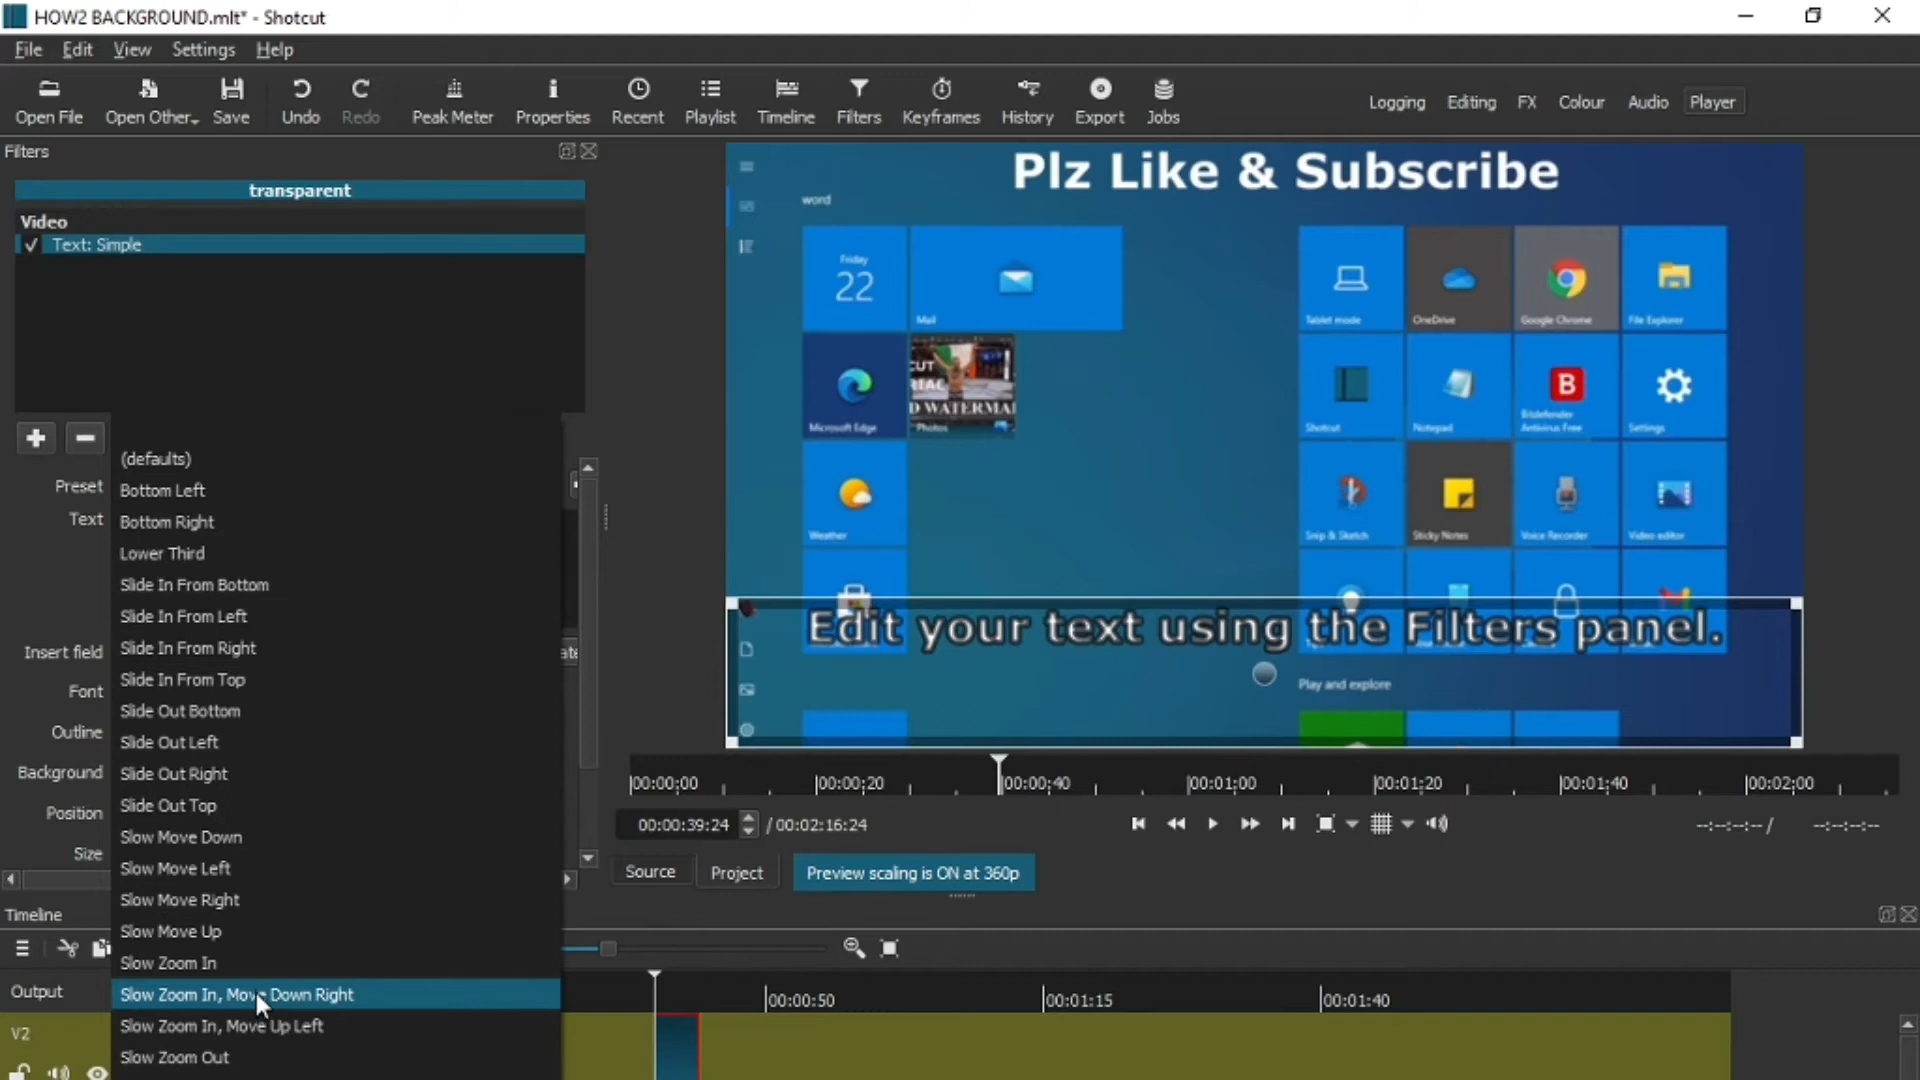 HOW2 BACKGROUND.mlt* - Shotcut
File Edit View Settings Help
Open File Open Other... Save Undo Redo Peak Meter Properties Recent Playlist Timeline Filters Keyframes History Export Jobs
Logging Editing FX Colour Audio Player
Filters
transparent
Video
✓ Text: Simple
Preset
Text
Insert field
Font
Outline
Background
Position
Size
(defaults)
Bottom Left
Bottom Right
Lower Third
Slide In From Bottom
Slide In From Left
Slide In From Right
Slide In From Top
Slide Out Bottom
Slide Out Left
Slide Out Right
Slide Out Top
Slow Move Down
Slow Move Left
Slow Move Right
Slow Move Up
Slow Zoom In
Slow Zoom In, Move Down Right
Slow Zoom In, Move Up Left
Slow Zoom Out
Plz Like & Subscribe
word
Friday
22
Mail
Tablet mode
OneDrive
Google Chrome
File Explorer
Microsoft Edge
D WATERMA
Photos
Shotcut
Notepad
Bitdefender
Antivirus Free
Settings
Weather
Snip & Sketch
Sticky Notes
Voice Recorder
Video editor
Edit your text using the Filters panel.
Play and explore
00:00:00 00:00:20 00:00:40 00:01:00 00:01:20 00:01:40 00:02:00
00:00:39:24 / 00:02:16:24
--:--:--:-- / --:--:--:--
Source Project Preview scaling is ON at 360p
Timeline
Output
00:00:50 00:01:15 00:01:40
V2